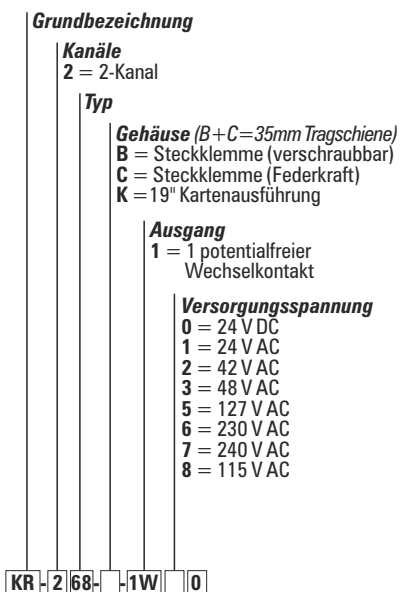 Grundbezeichnung
Kanäle
2 = 2-Kanal
Typ
Gehäuse (B+C=35mm Tragschiene)
B = Steckklemme (verschraubbar)
C = Steckklemme (Federkraft)
K = 19" Kartenausführung
Ausgang
1 = 1 potentialfreier
Wechselkontakt
Versorgungsspannung
0 = 24 V DC
1 = 24 V AC
2 = 42 V AC
3 = 48 V AC
5 = 127 V AC
6 = 230 V AC
7 = 240 V AC
8 = 115 V AC
KR - 2 68 - - 1W 0